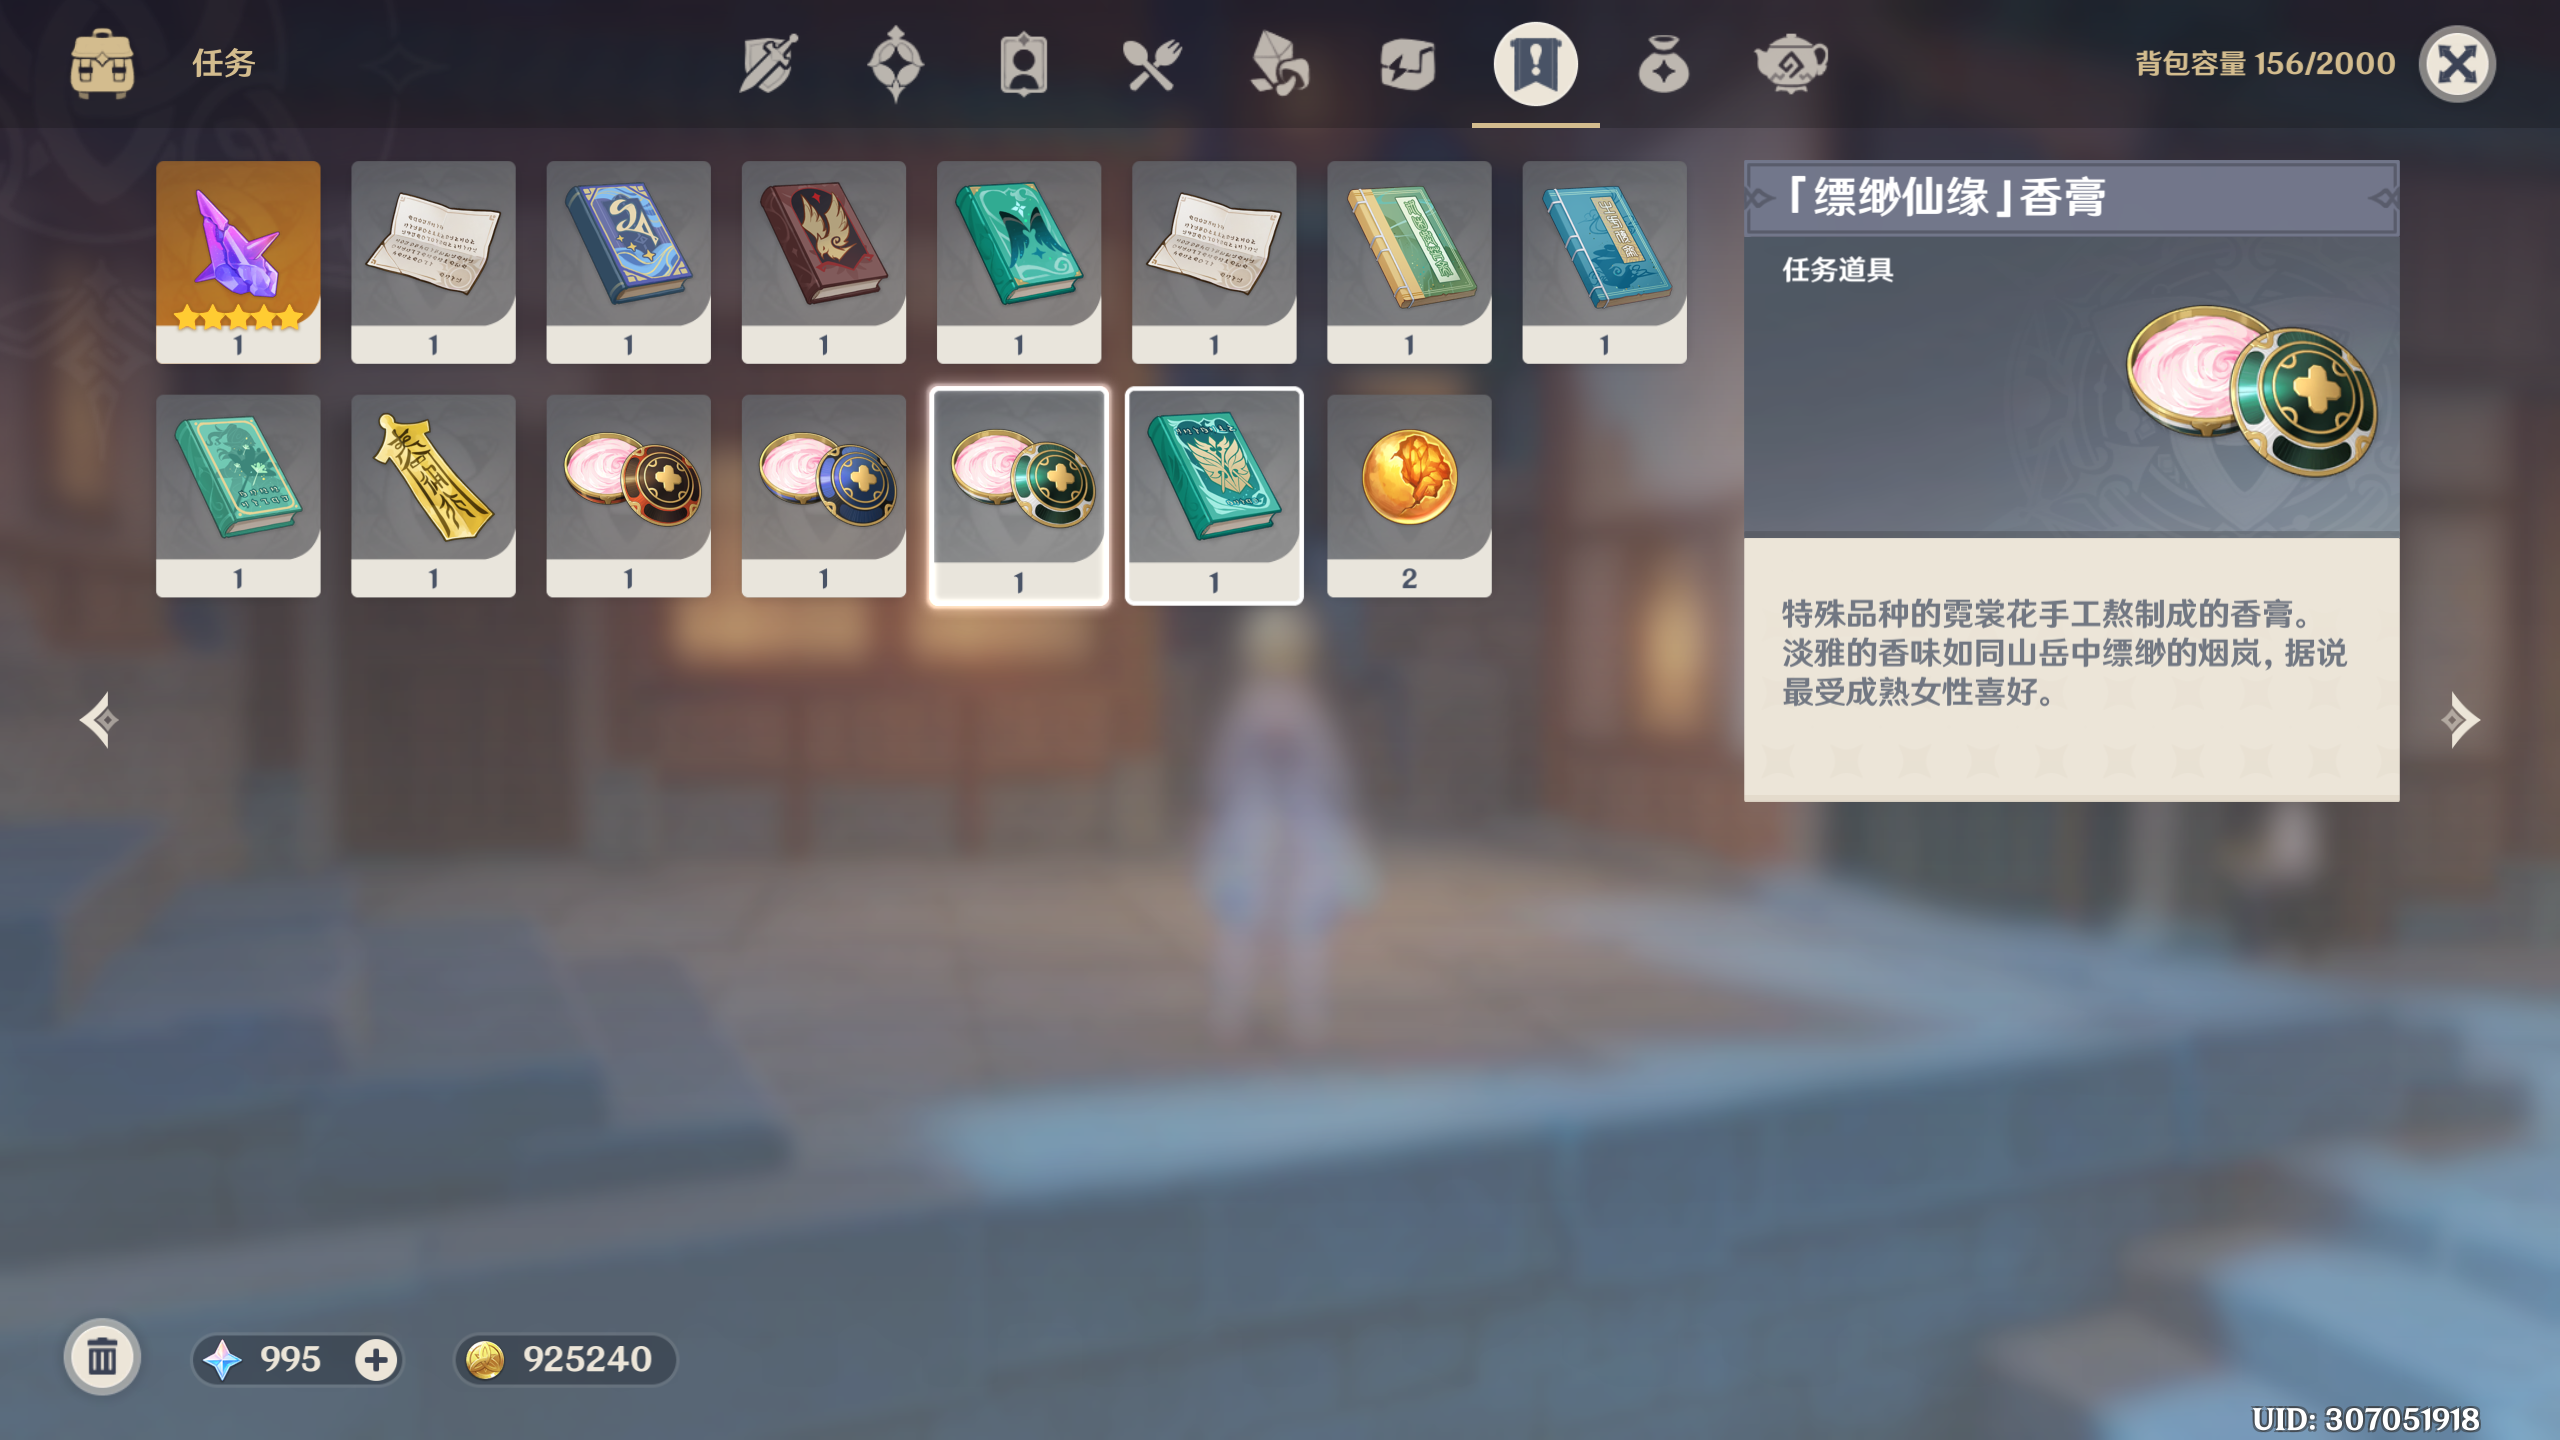 任务
背包容量 156/2000
1
1
1
1
1
1
1
1
1
1
1
1
1
1
2
「缥缈仙缘」香膏
任务道具
特殊品种的霓裳花手工熬制成的香膏。
淡雅的香味如同山岳中缥缈的烟岚，据说
最受成熟女性喜好。
995
925240
UID: 307051918